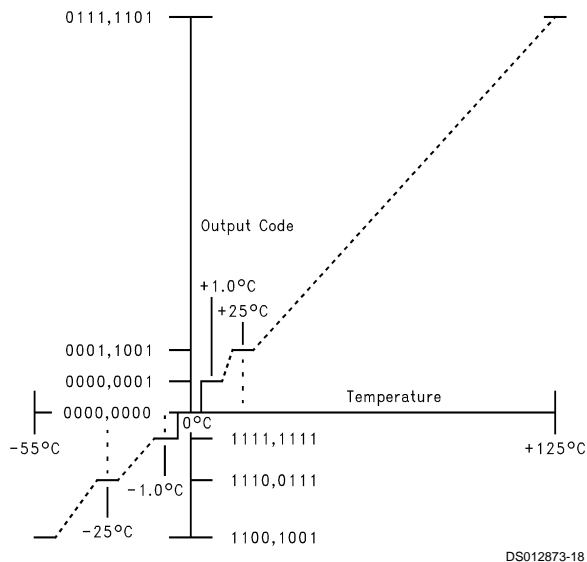 0111,1101
Output Code
+1.0°C
+25°C
0001,1001
0000,0001
Temperature
0000,0000
0°C
-55°C
+125°C
1111,1111
1110,0111
-1.0°C
-25°C
1100,1001
DS012873-18